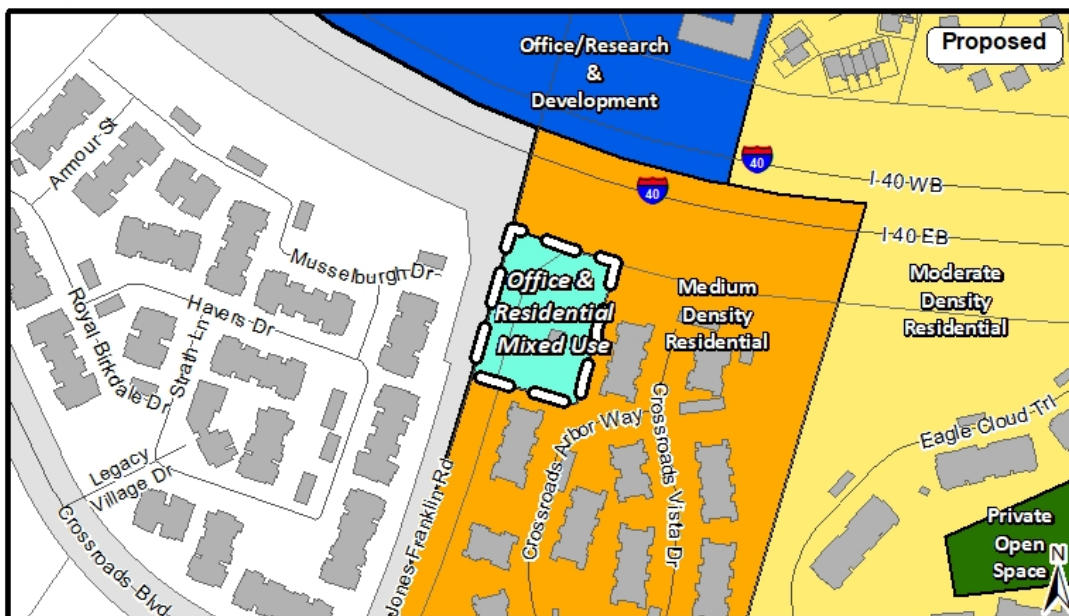 Office/Research
&
Development
Proposed
Armour St
40
40
I-40 WB
I-40 EB
Musselburgh Dr
Office &
Residential
Mixed Use
Medium
Density
Residential
Moderate
Density
Residential
Havers Dr
Strath Ln
Royal Birkdale Dr
Legacy
Village Dr
Crossroads Blvd
Jones Franklin Rd
Crossroads Arbor Way
Crossroads Vista Dr
Eagle Cloud Trl
Private
Open
Space
N